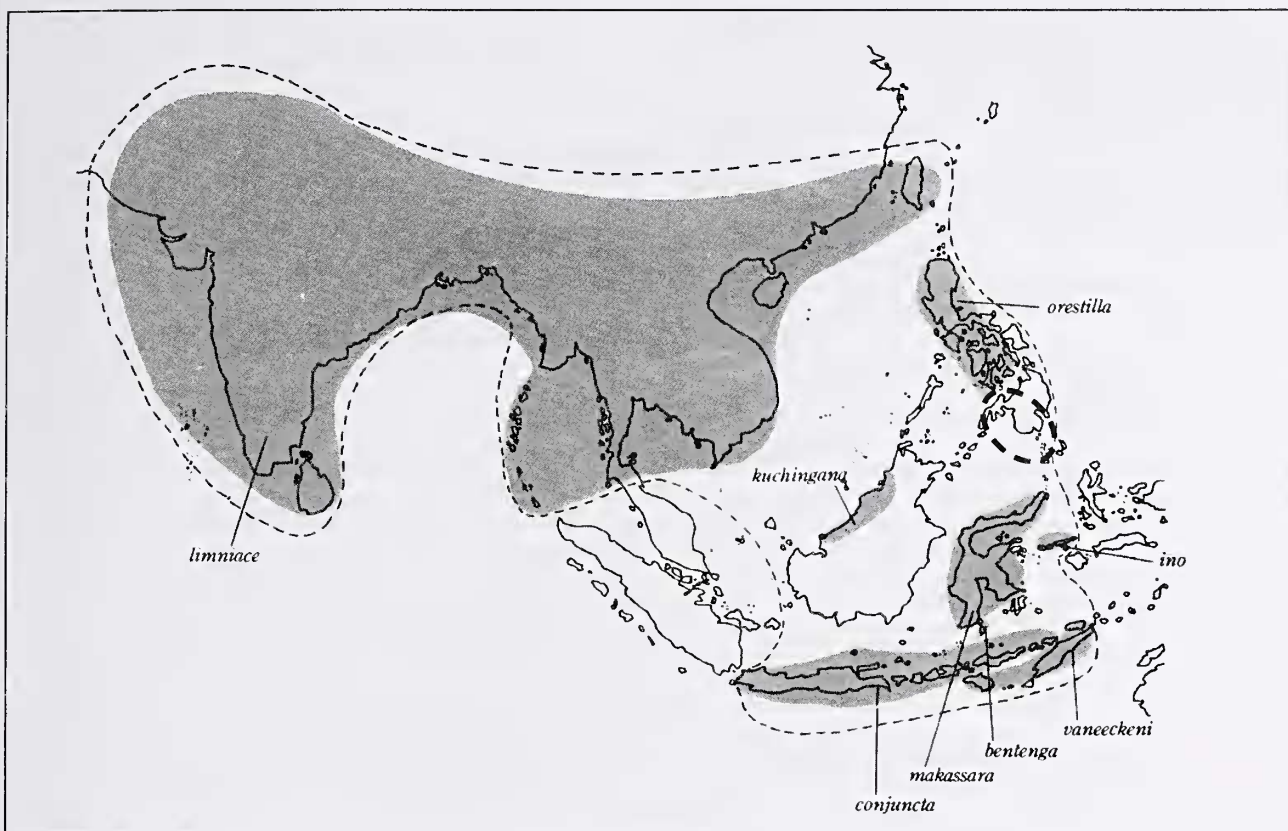 orestilla
kuchingana
limniace
ino
vaneeckeni
bentenga
makassara
conjuncta